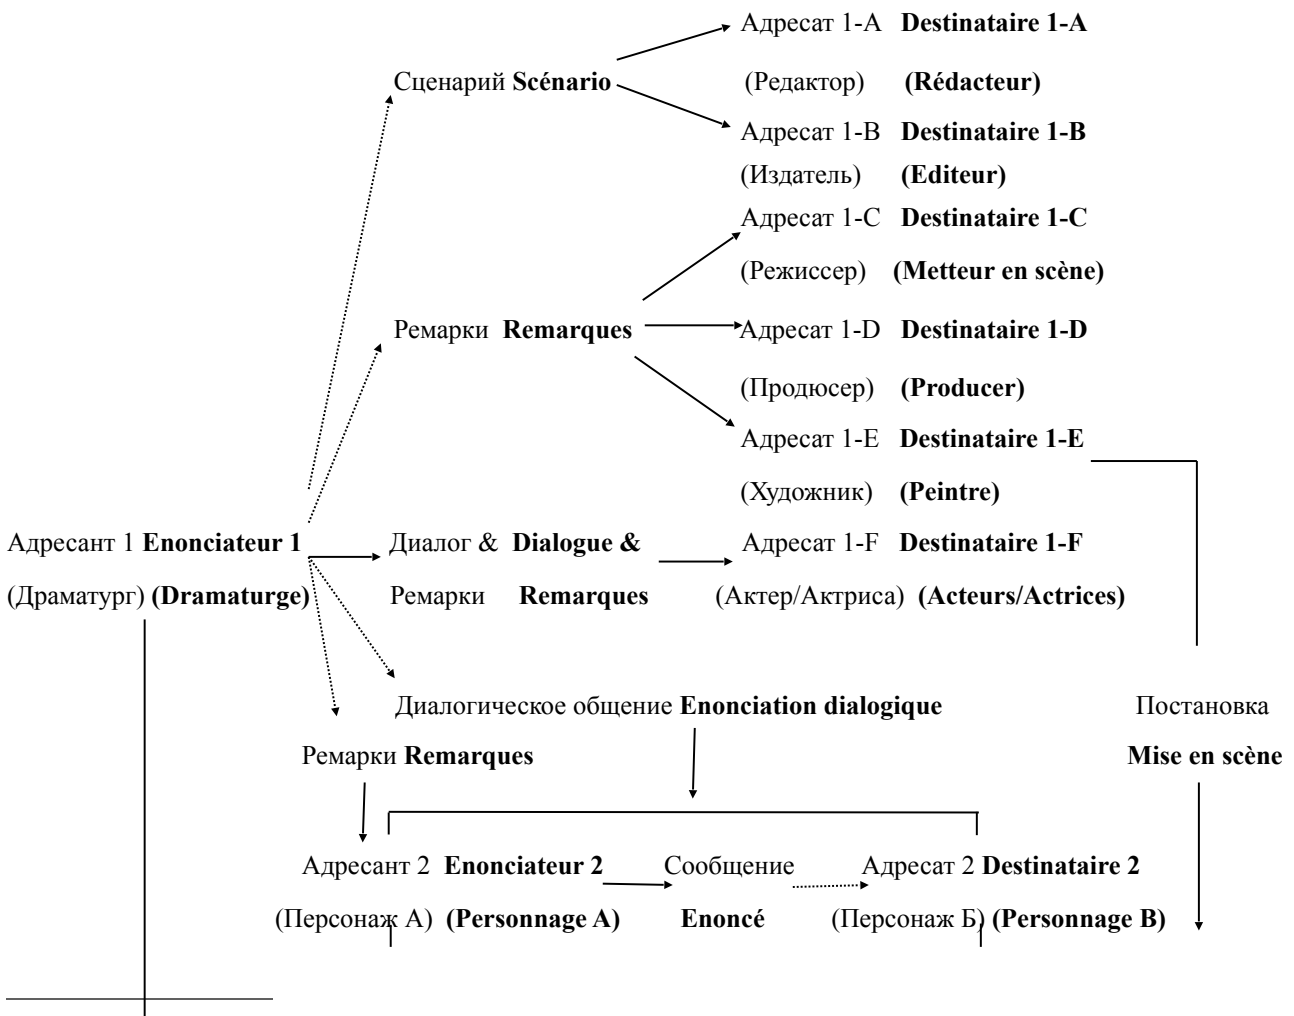 Адресат 1-A Destinataire 1-A
Сценарий Scénario
(Редактор) (Rédacteur)
Адресат 1-B Destinataire 1-B
(Издатель) (Editeur)
Адресат 1-C Destinataire 1-C
(Режиссер) (Metteur en scène)
Ремарки Remarques
Адресат 1-D Destinataire 1-D
(Продюсер) (Producer)
Адресат 1-E Destinataire 1-E
(Художник) (Peintre)
Адресант 1 Enonciateur 1 Диалог & Dialogue & Адресат 1-F Destinataire 1-F
(Драматург) (Dramaturge) Ремарки Remarques (Актер/Актриса) (Acteurs/Actrices)
Диалогическое общение Enonciation dialogique Постановка
Ремарки Remarques Mise en scène
Адресант 2 Enonciateur 2 Сообщение Адресат 2 Destinataire 2
(Персонаж А) (Personnage A) Enoncé (Персонаж Б) (Personnage B)